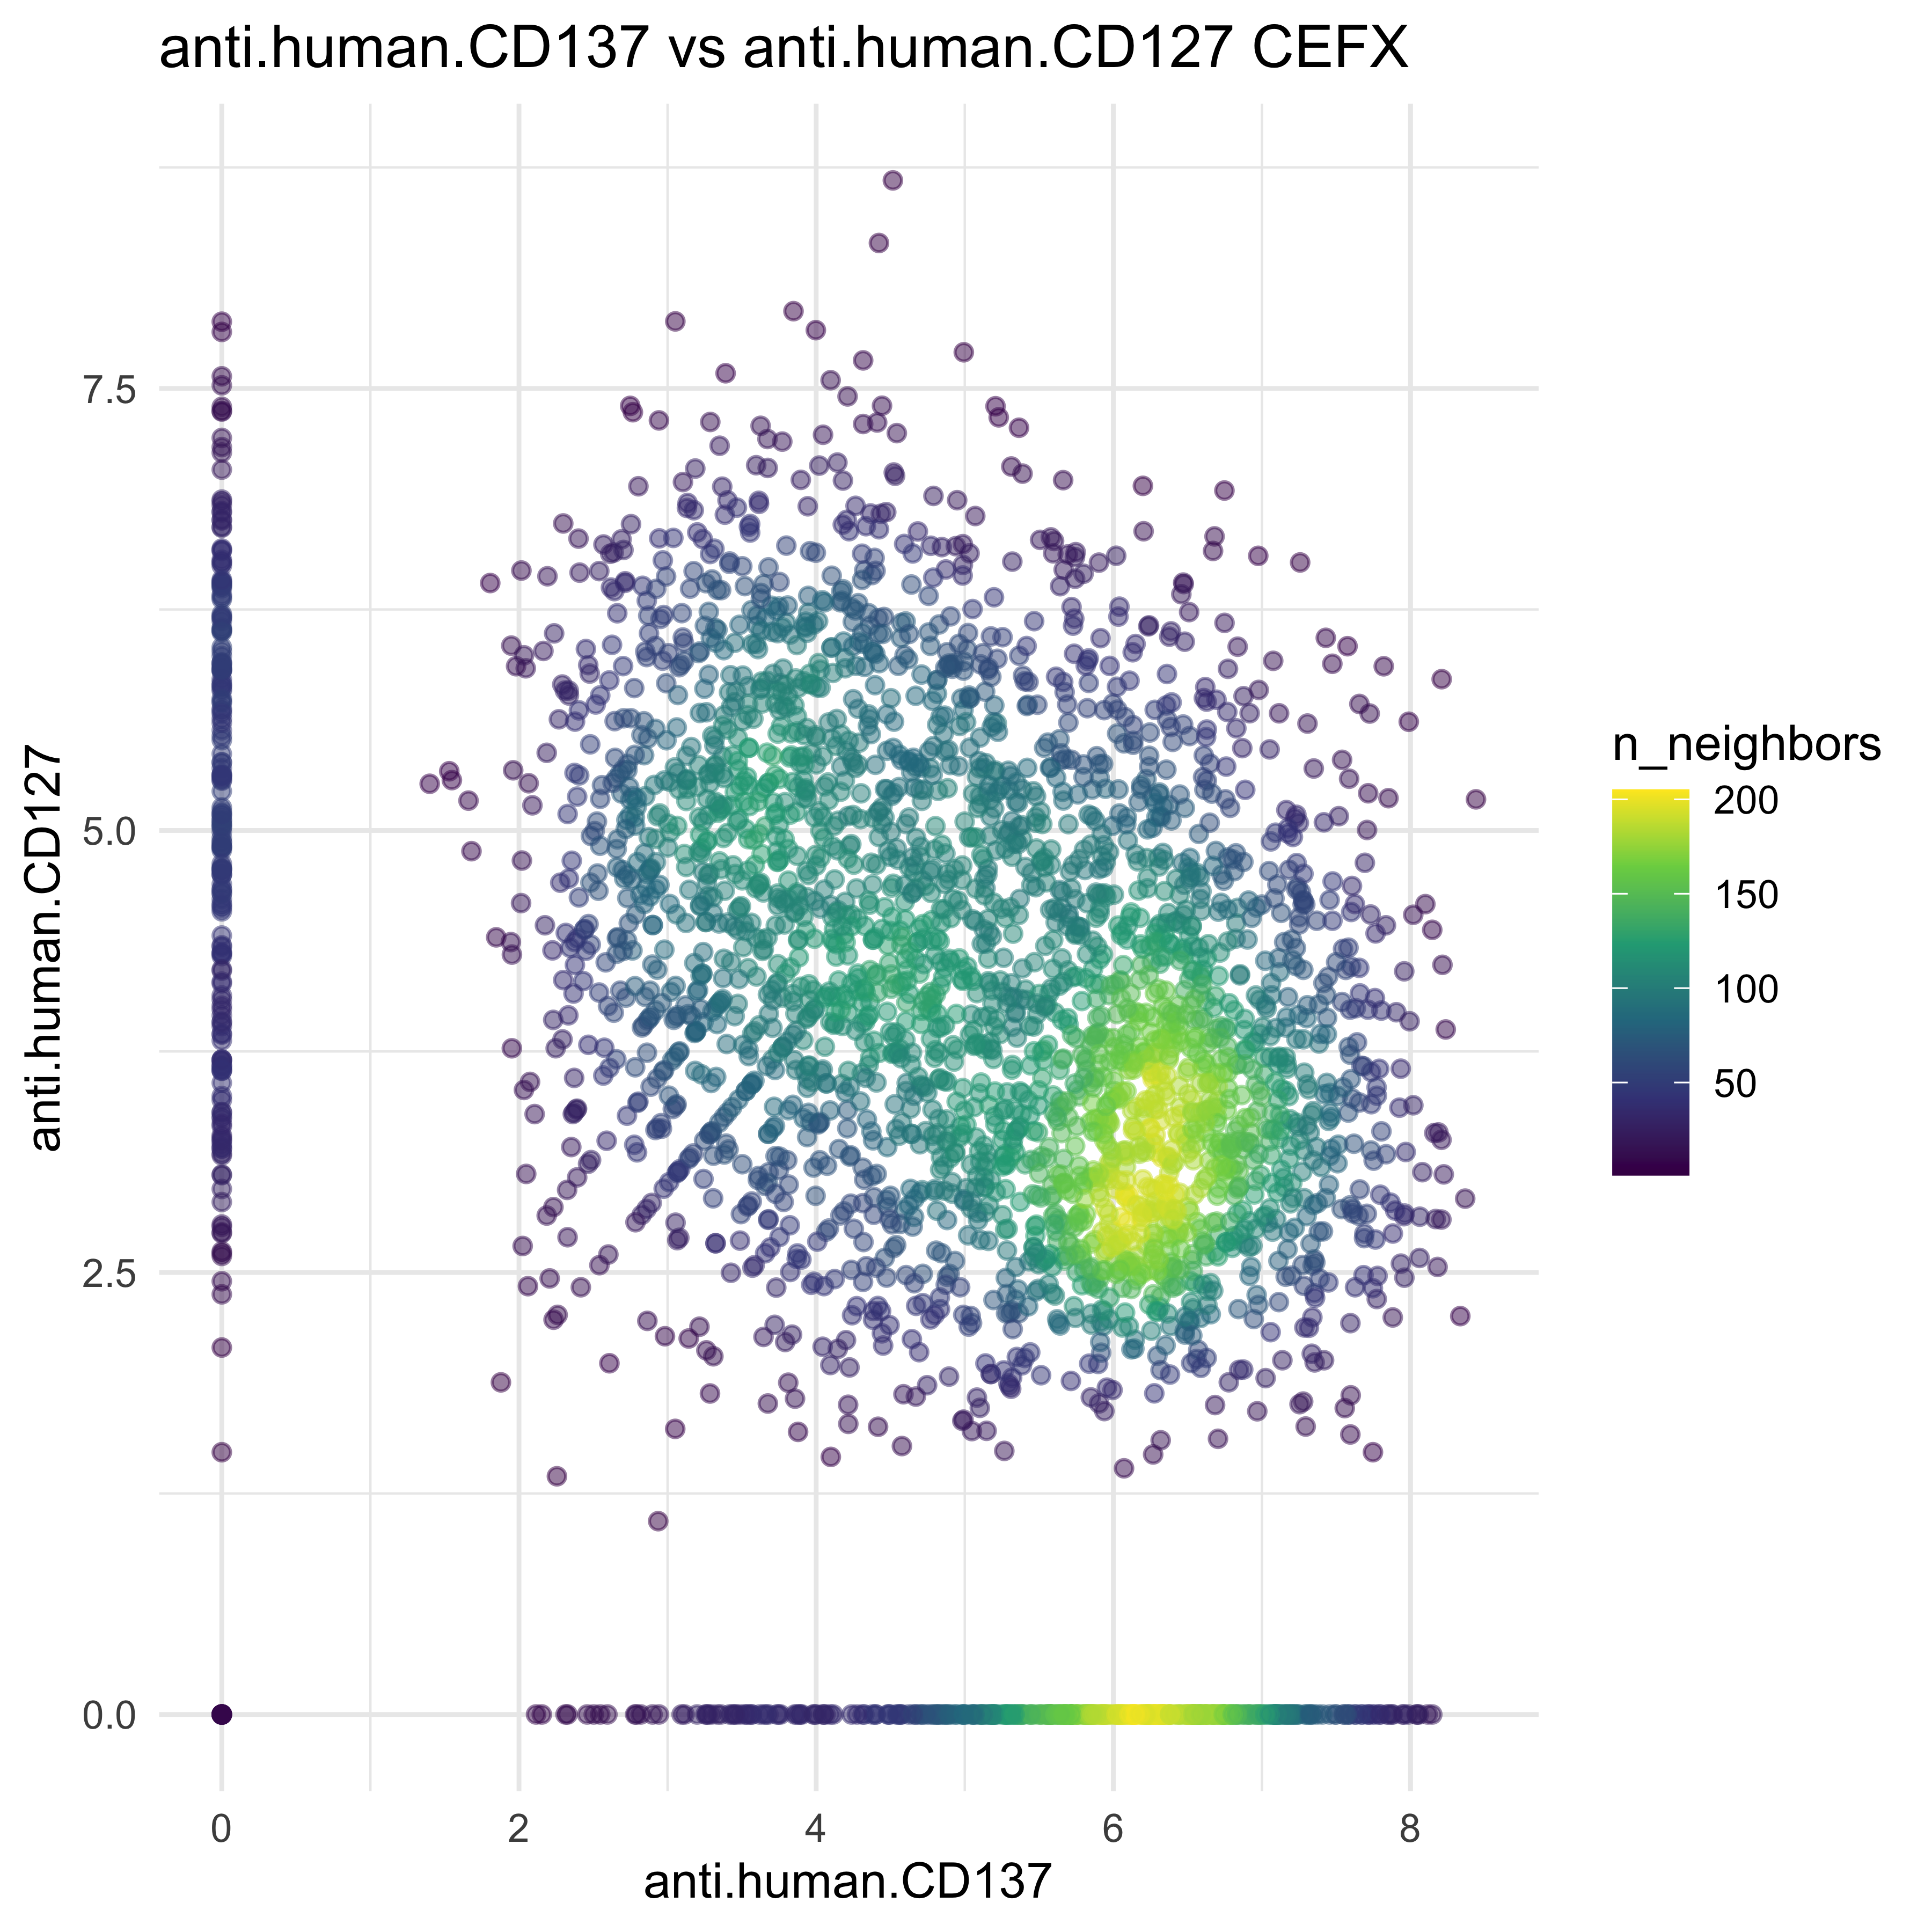 anti.human.CD137 vs anti.human.CD127 CEFX
anti.human.CD127
7.5
5.0
2.5
0.0
0 2 4 6 8
anti.human.CD137
n_neighbors
200
150
100
50